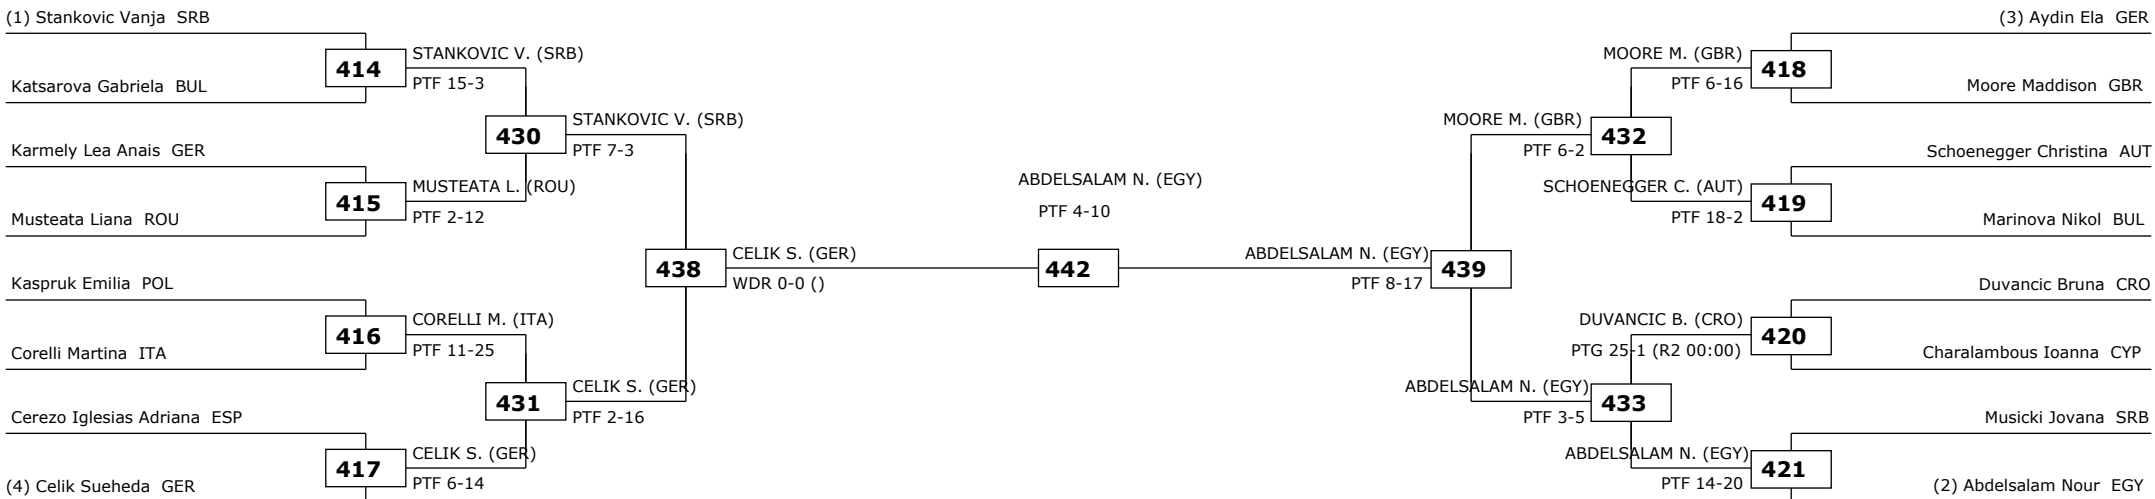 (1) Stankovic Vanja SRB
414
STANKOVIC V. (SRB)
PTF 15-3
Katsarova Gabriela BUL
430
STANKOVIC V. (SRB)
PTF 7-3
Karmely Lea Anais GER
415
MUSTEATA L. (ROU)
PTF 2-12
Musteata Liana ROU
438
CELIK S. (GER)
WDR 0-0 ()
Kaspruk Emilia POL
416
CORELLI M. (ITA)
PTF 11-25
Corelli Martina ITA
431
CELIK S. (GER)
PTF 2-16
Cerezo Iglesias Adriana ESP
417
CELIK S. (GER)
PTF 6-14
(4) Celik Sueheda GER
ABDELSALAM N. (EGY)
PTF 4-10
442
(3) Aydin Ela GER
MOORE M. (GBR)
PTF 6-16
418
Moore Maddison GBR
MOORE M. (GBR)
PTF 6-2
432
Schoenegger Christina AUT
SCHOENEGGER C. (AUT)
PTF 18-2
419
Marinova Nikol BUL
ABDELSALAM N. (EGY)
PTF 8-17
439
Duvancic Bruna CRO
DUVANCIC B. (CRO)
PTG 25-1 (R2 00:00)
420
Charalambous Ioanna CYP
ABDELSALAM N. (EGY)
PTF 3-5
433
Musicki Jovana SRB
ABDELSALAM N. (EGY)
PTF 14-20
421
(2) Abdelsalam Nour EGY